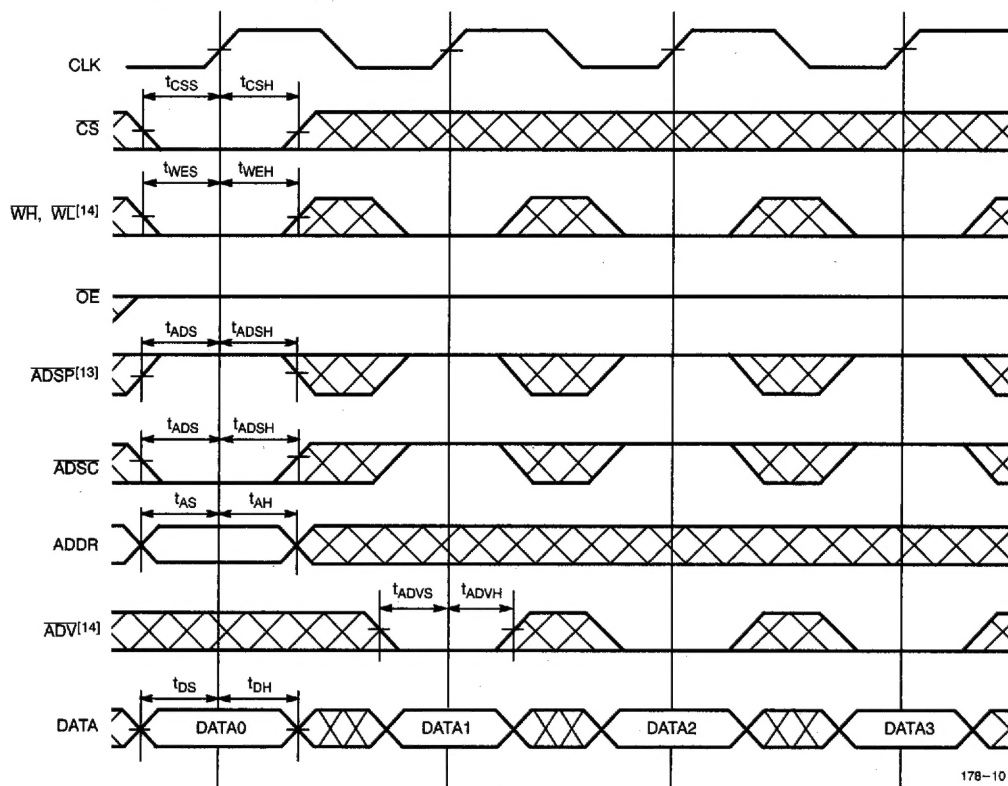 CLK
tCSS tCSH
CS
tWES tWEH
WH, WL[14]
OE
tADS tADSH
ADSP[13]
tADS tADSH
ADSC
tAS tAH
ADDR
tADVS tADVH
ADV[14]
tDS tDH
DATA DATA0 DATA1 DATA2 DATA3
178-10